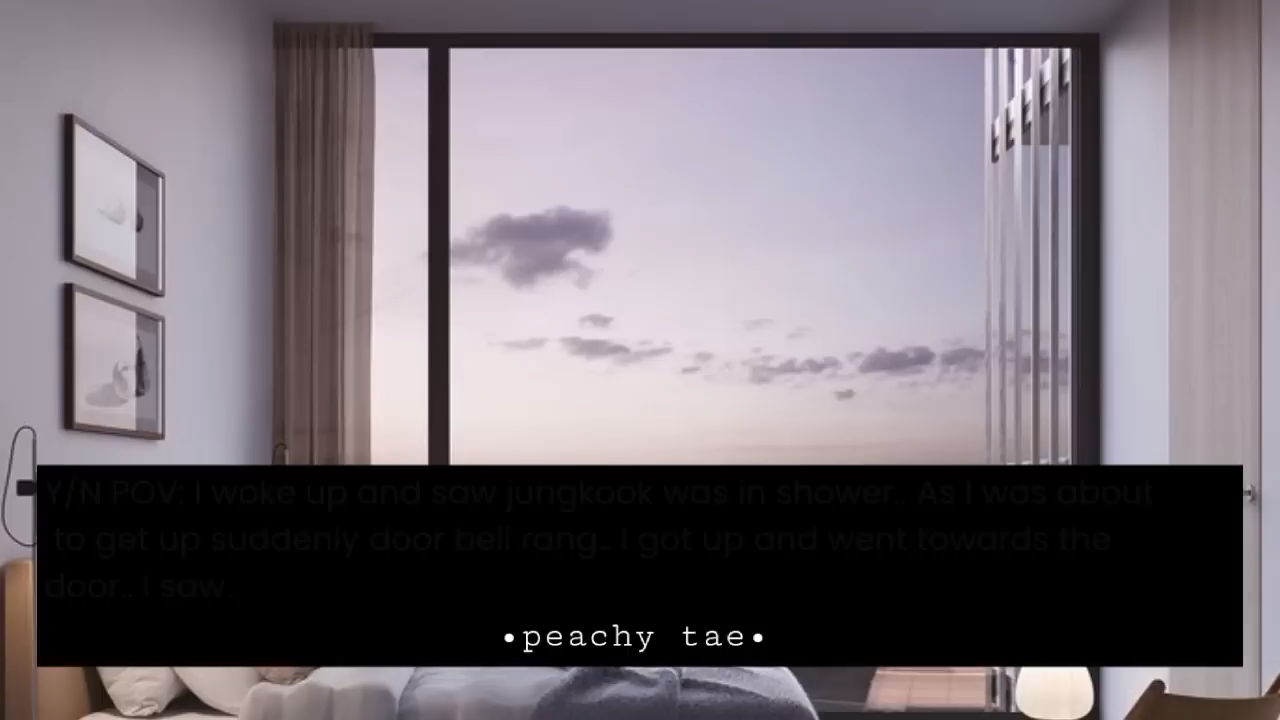 Y/N POV: I woke up and saw jungkook was in shower.. As I was about
to get up suddenly door bell rang.. I got up and went towards the
door.. I saw..
•peachy tae•